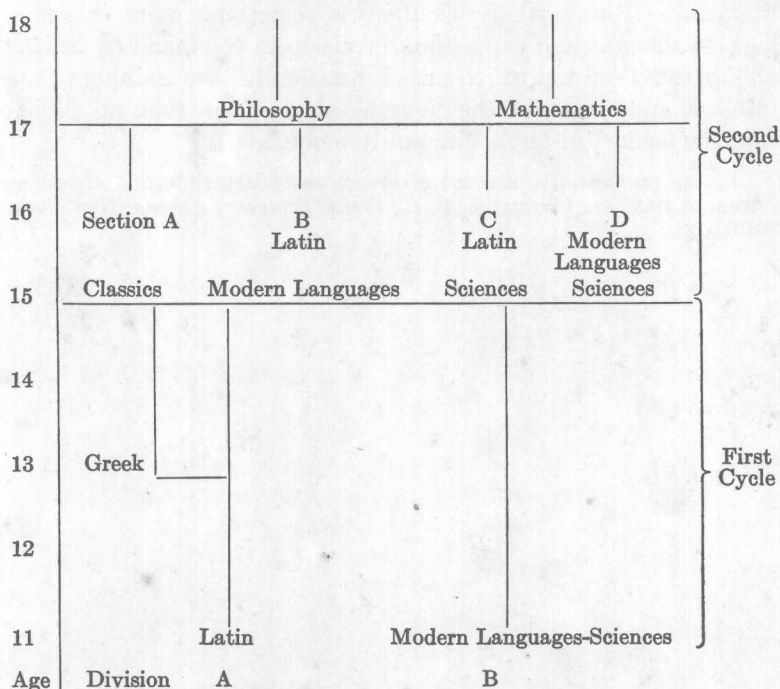 18
Philosophy Mathematics
17
Second
Cycle
16 Section A B C D
Latin Latin Modern
Languages
Classics Modern Languages Sciences Sciences
15
14
13 Greek
First
Cycle
12
11 Latin Modern Languages-Sciences
Age Division A B